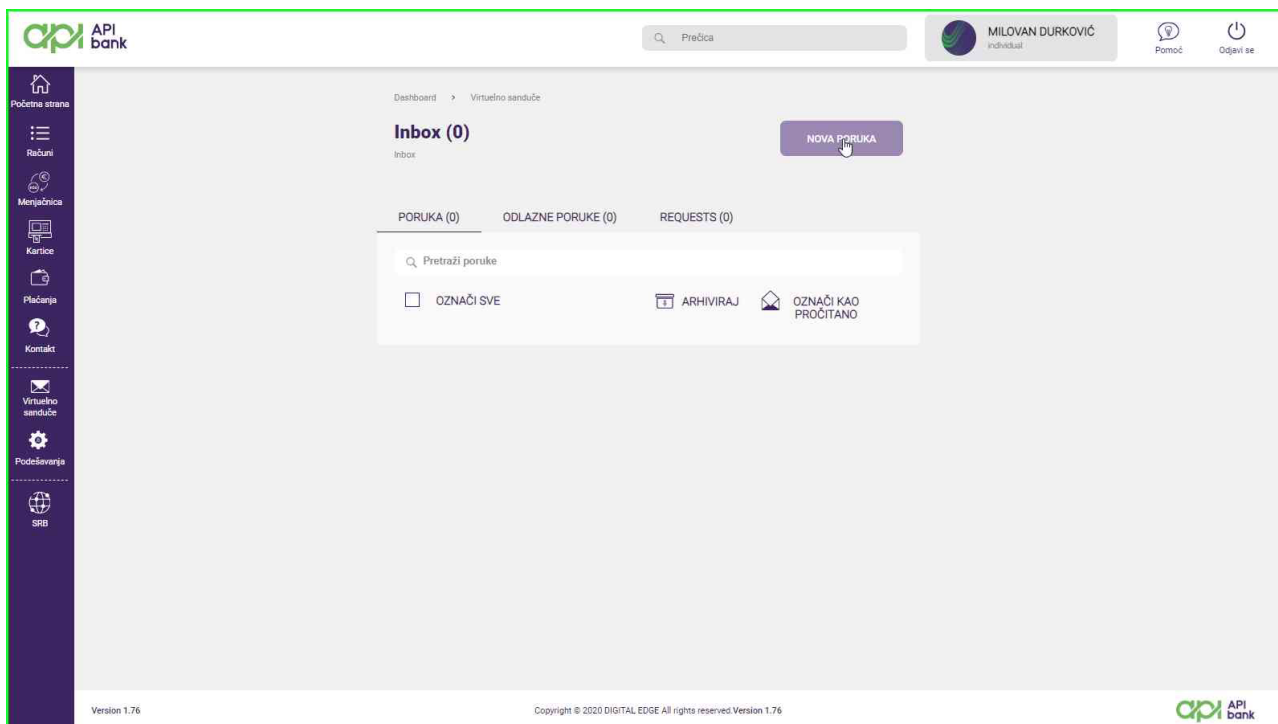 api API bank
Prečica
MILOVAN DURKOVIĆ
individual
Pomoć
Odjavi se
Početna strana
Računi
Menjačnica
Kartice
Plaćanja
Kontakt
Virtuelno
sanduče
Podešavanja
SRB
Dashboard > Virtuelno sanduče
Inbox (0)
Inbox
NOVA PORUKA
PORUKA (0) ODLAZNE PORUKE (0) REQUESTS (0)
Pretraži poruke
OZNAČI SVE
ARHIVIRAJ
OZNAČI KAO
PROČITANO
Version 1.76
Copyright © 2020 DIGITAL EDGE All rights reserved.Version 1.76
api API bank